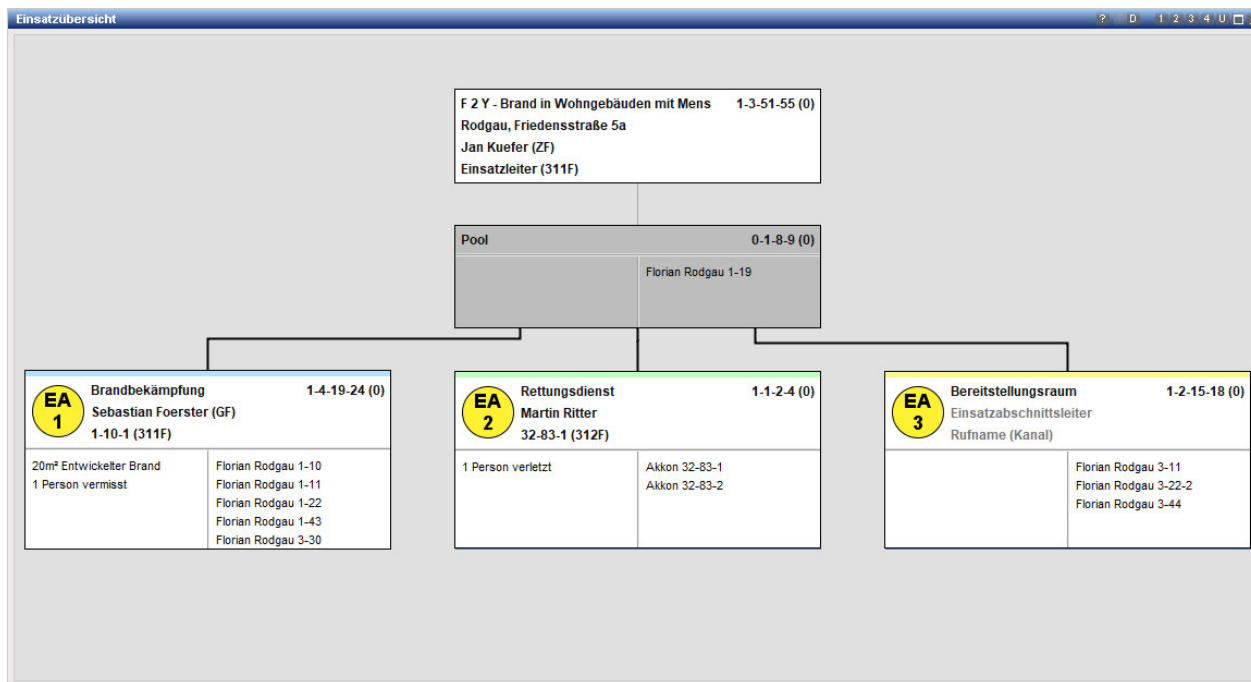 Einsatzübersicht
? D 1 2 3 4 U
F 2 Y - Brand in Wohngebäuden mit Mens 1-3-51-55 (0)
Rodgau, Friedensstraße 5a
Jan Kuefer (ZF)
Einsatzleiter (311F)
Pool 0-1-8-9 (0)
Florian Rodgau 1-19
EA
1
Brandbekämpfung 1-4-19-24 (0)
Sebastian Foerster (GF)
1-10-1 (311F)
20m² Entwickelter Brand
1 Person vermisst
Florian Rodgau 1-10
Florian Rodgau 1-11
Florian Rodgau 1-22
Florian Rodgau 1-43
Florian Rodgau 3-30
EA
2
Rettungsdienst 1-1-2-4 (0)
Martin Ritter
32-83-1 (312F)
1 Person verletzt
Akkon 32-83-1
Akkon 32-83-2
EA
3
Bereitstellungsraum 1-2-15-18 (0)
Einsatzabschnittsleiter
Rufname (Kanal)
Florian Rodgau 3-11
Florian Rodgau 3-22-2
Florian Rodgau 3-44